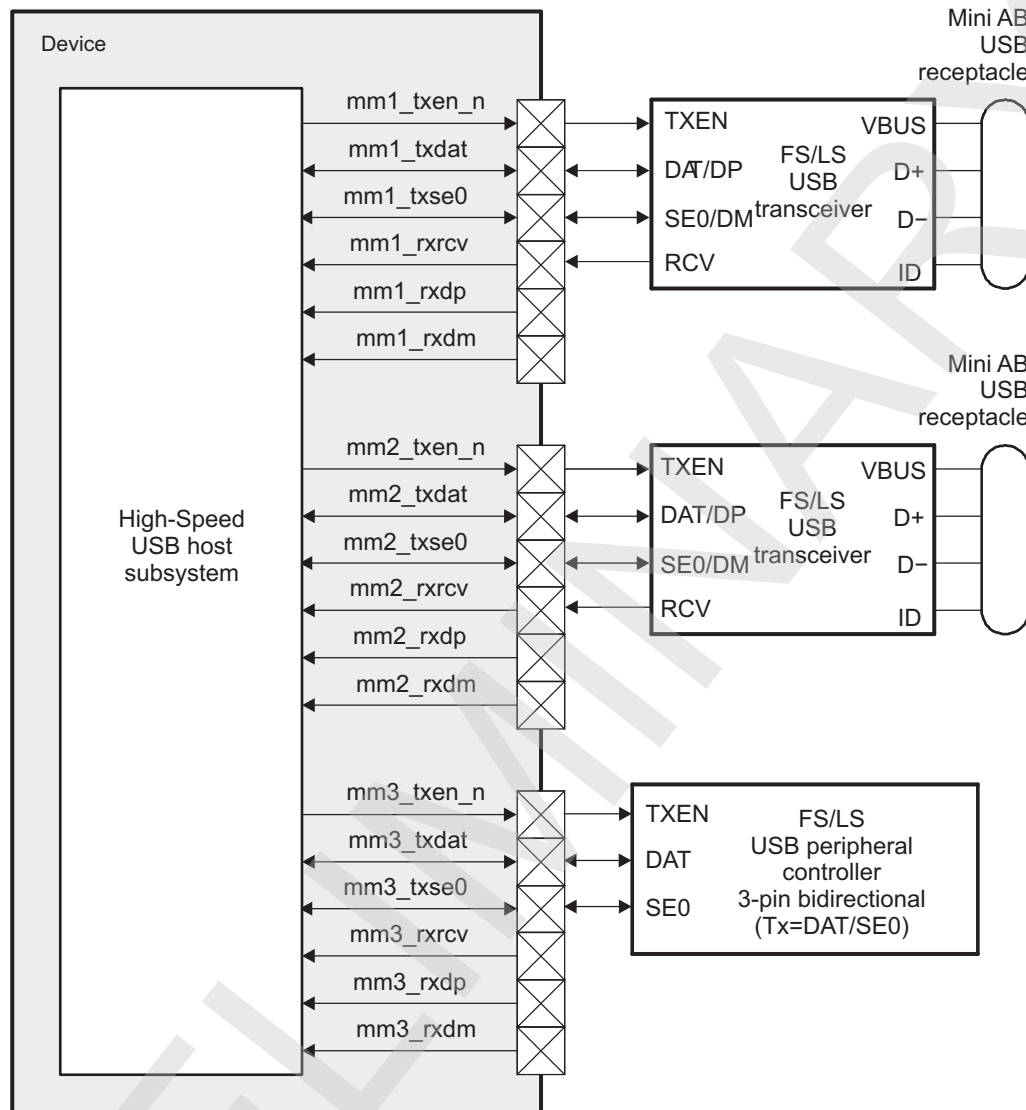 Device
Mini AB
USB
receptacle
mm1_txen_n
mm1_txdat
mm1_txse0
mm1_rxrcv
mm1_rxdp
mm1_rxdm
TXEN
DAT/DP
SE0/DM
RCV
FS/LS
USB
transceiver
VBUS
D+
D−
ID
Mini AB
USB
receptacle
High-Speed
USB host
subsystem
mm2_txen_n
mm2_txdat
mm2_txse0
mm2_rxrcv
mm2_rxdp
mm2_rxdm
TXEN
DAT/DP
SE0/DM
RCV
FS/LS
USB
transceiver
VBUS
D+
D−
ID
mm3_txen_n
mm3_txdat
mm3_txse0
mm3_rxrcv
mm3_rxdp
mm3_rxdm
TXEN
DAT
SE0
FS/LS
USB peripheral
controller
3-pin bidirectional
(Tx=DAT/SE0)